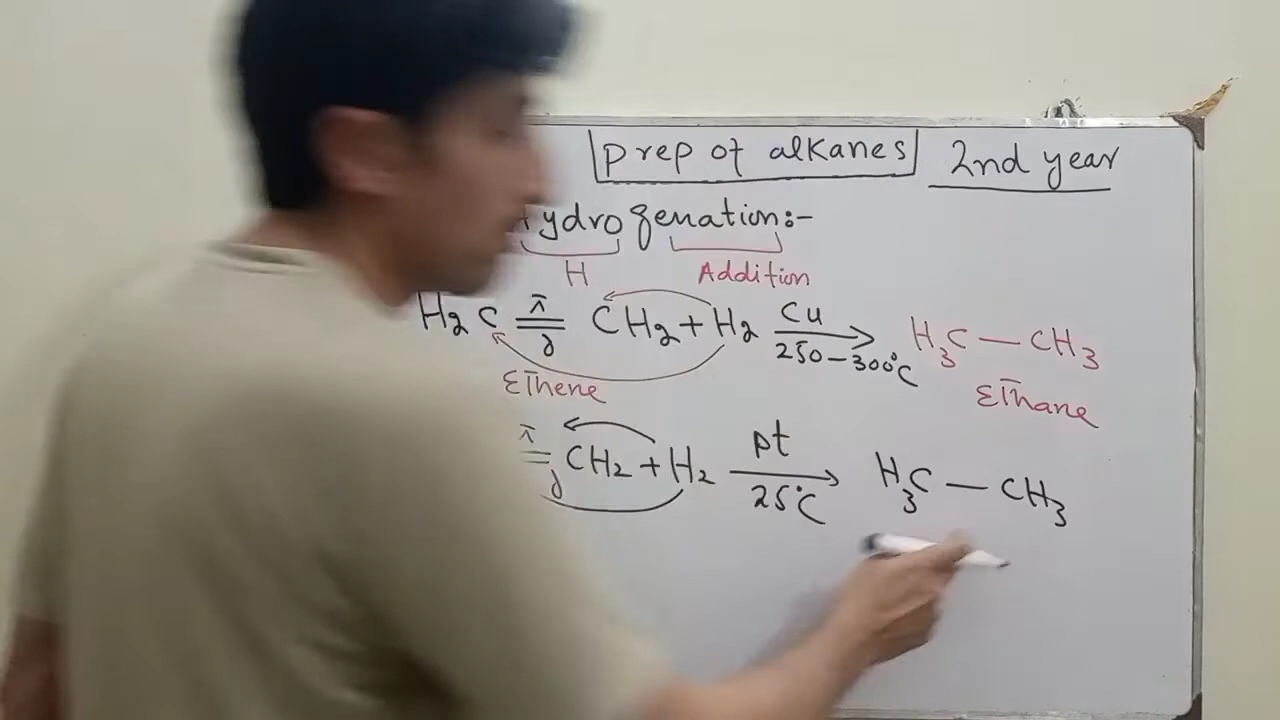 prep of alkanes 2nd year
Hydrogenation:-
H Addition
H₂C π = δ CH₂ + H₂ Cu 250-300°C → H₃C — CH₃
Ethene Ethane
π = δ CH₂ + H₂ pt 25°C → H₃C — CH₃